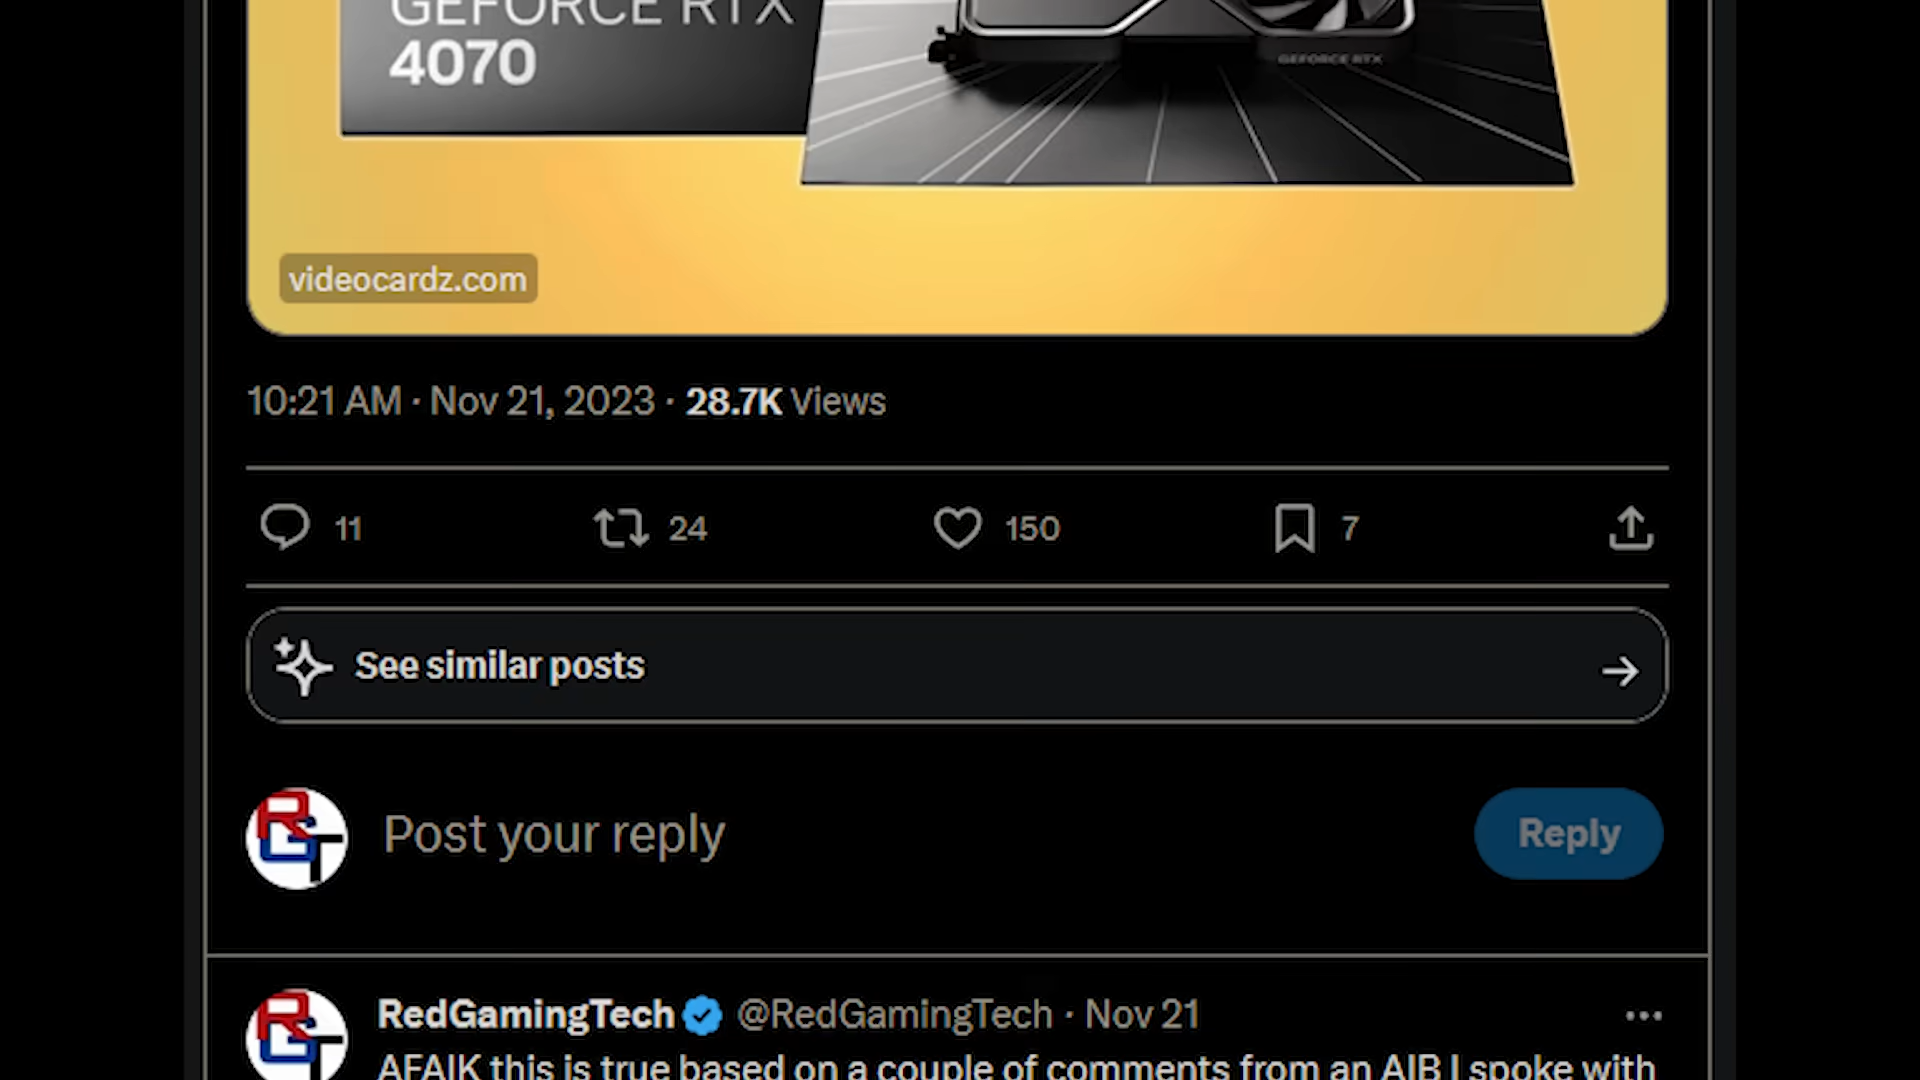 GEFORCE RTX
4070
GEFORCE RTX
videocardz.com
10:21 AM · Nov 21, 2023 · 28.7K Views
11 24 150 7
See similar posts
Post your reply
Reply
RedGamingTech @RedGamingTech · Nov 21
AFAIK this is true based on a couple of comments from an AIB I spoke with